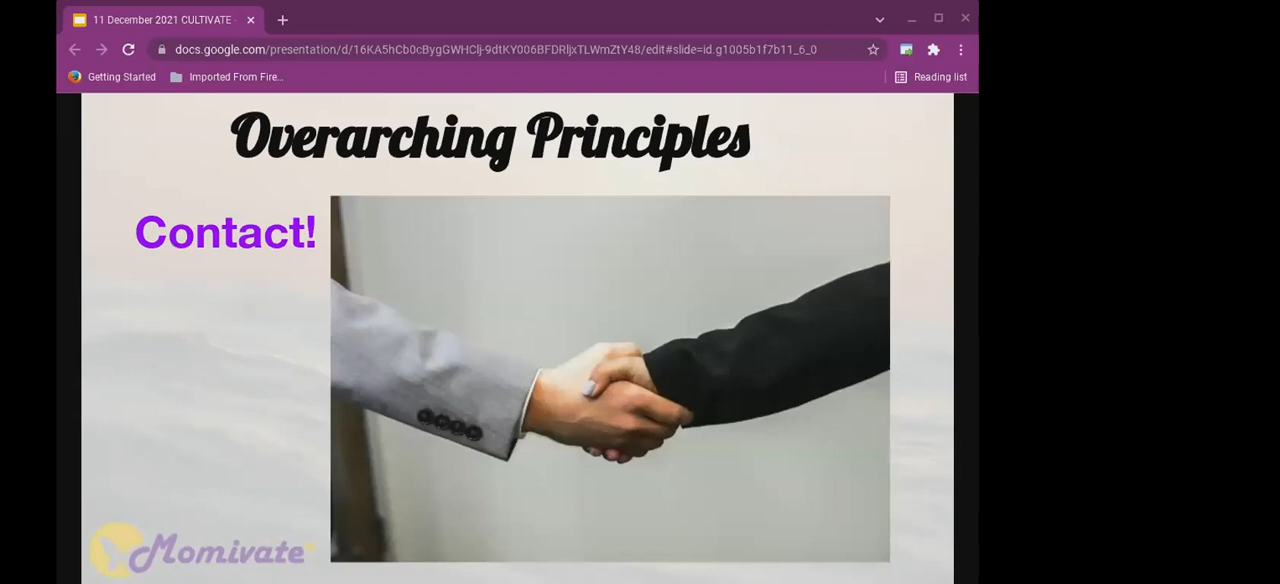 11 December 2021 CULTIVATE -
docs.google.com/presentation/d/16KA5hCb0cBygGWHClj-9dtKY006BFDRljxTLWmZtY48/edit#slide=id.g1005b1f7b11_6_0
Getting Started
Imported From Fire...
Reading list
Overarching Principles
Contact!
Momivate